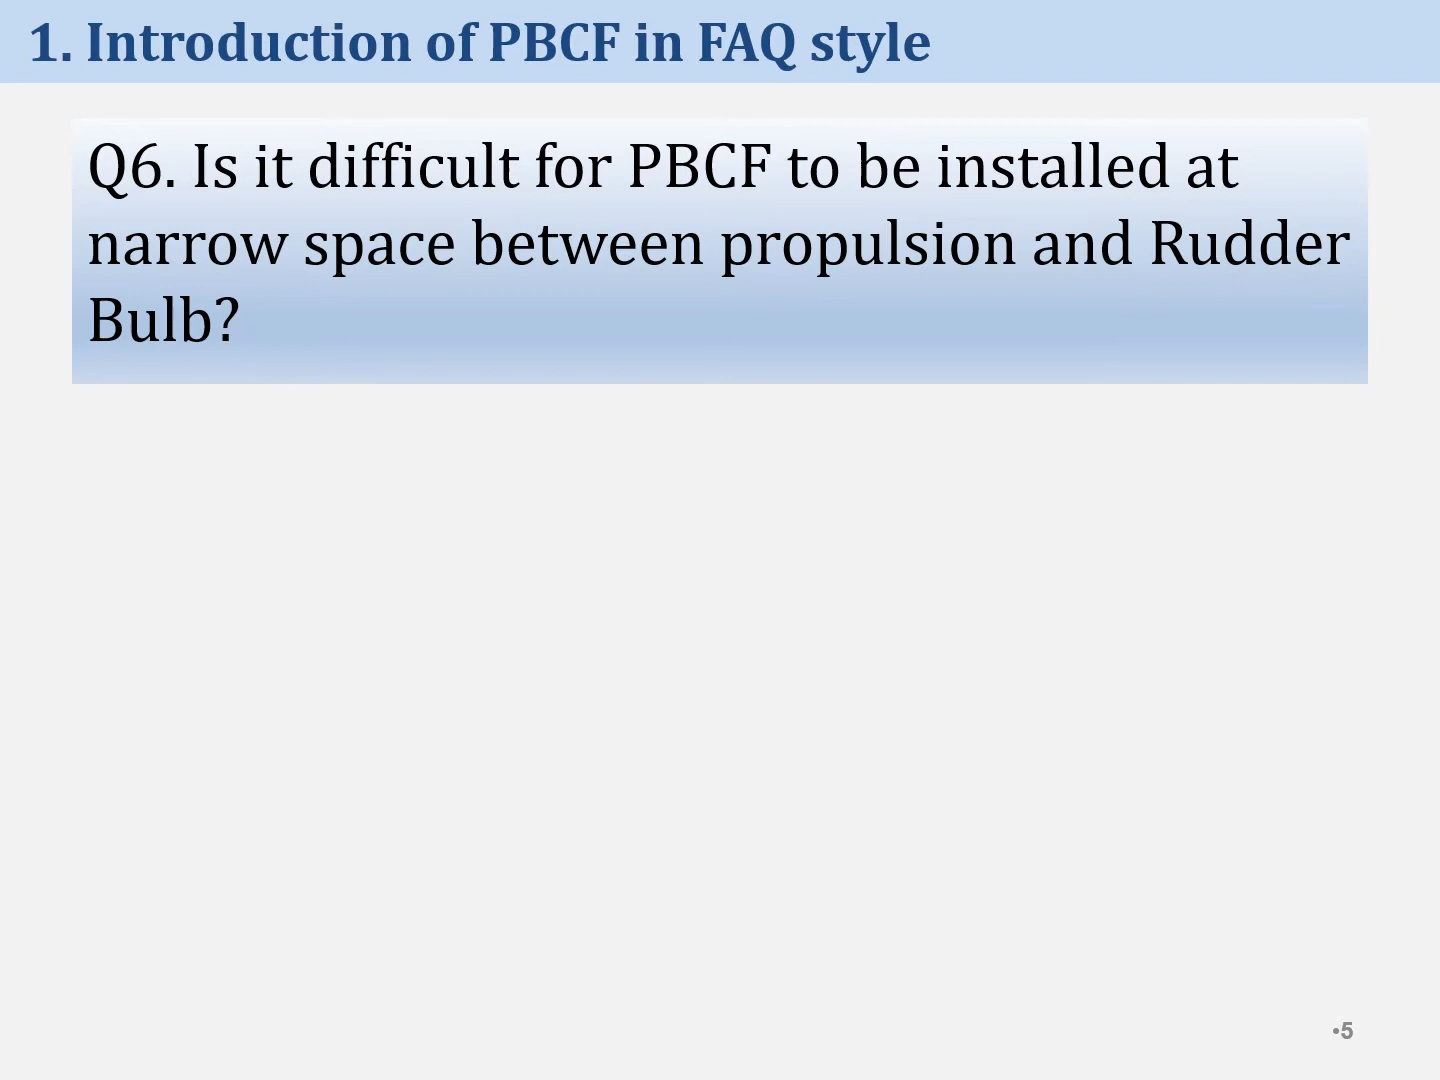 1. Introduction of PBCF in FAQ style
Q6. Is it difficult for PBCF to be installed at
narrow space between propulsion and Rudder
Bulb?
•5